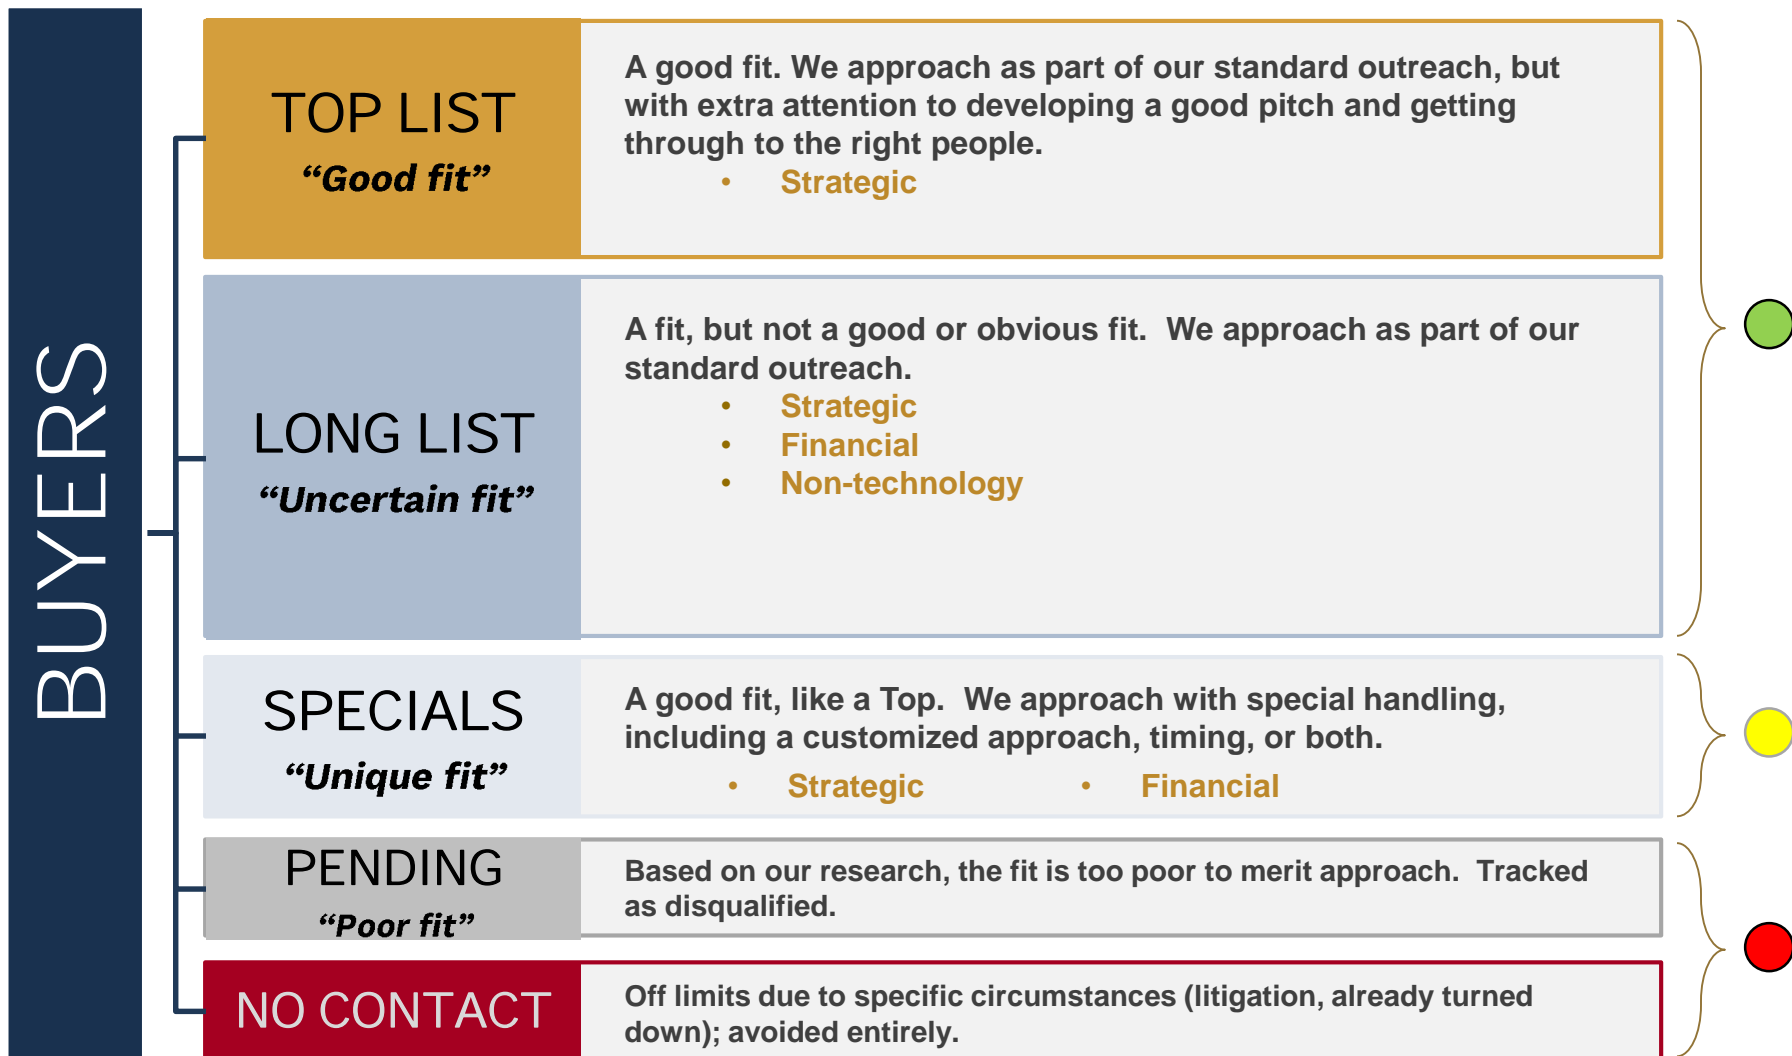 BUYERS
TOP LIST
“Good fit”
A good fit. We approach as part of our standard outreach, but
with extra attention to developing a good pitch and getting
through to the right people.
• Strategic
LONG LIST
“Uncertain fit”
A fit, but not a good or obvious fit.  We approach as part of our
standard outreach.
• Strategic
• Financial
• Non-technology
SPECIALS
“Unique fit”
A good fit, like a Top.  We approach with special handling,
including a customized approach, timing, or both.
• Strategic • Financial
PENDING
“Poor fit”
Based on our research, the fit is too poor to merit approach.  Tracked
as disqualified.
NO CONTACT
Off limits due to specific circumstances (litigation, already turned
down); avoided entirely.